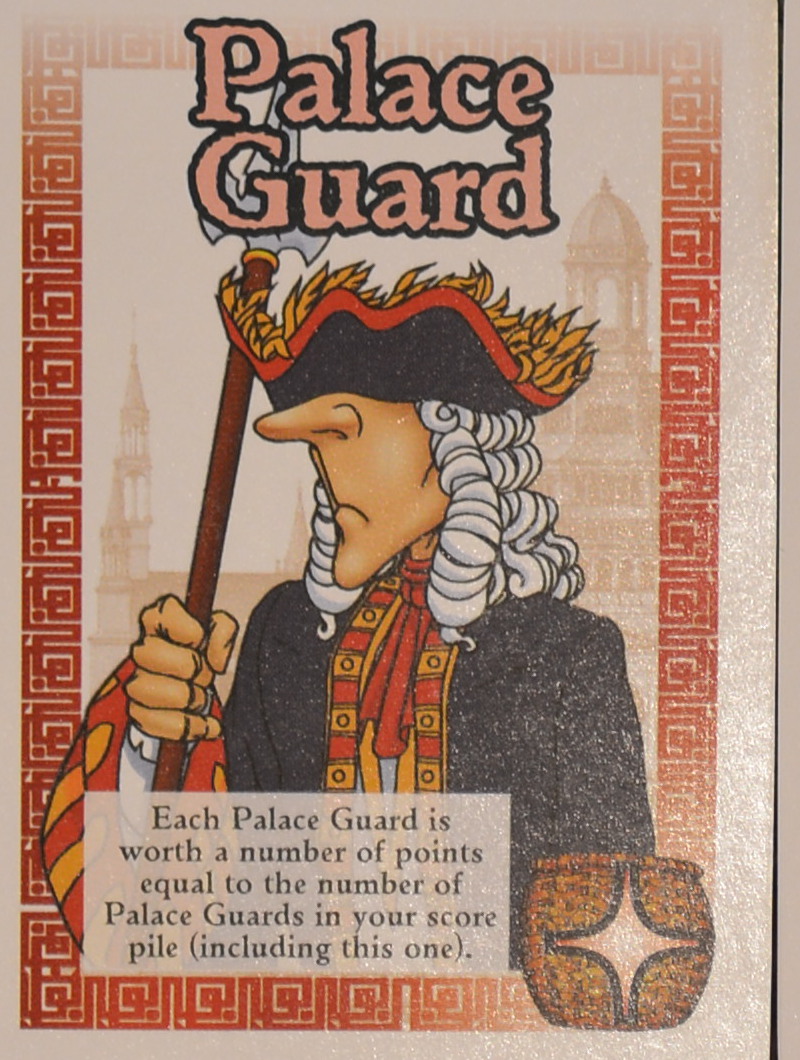 Palace
Guard
Each Palace Guard is
worth a number of points
equal to the number of
Palace Guards in your score
pile (including this one).